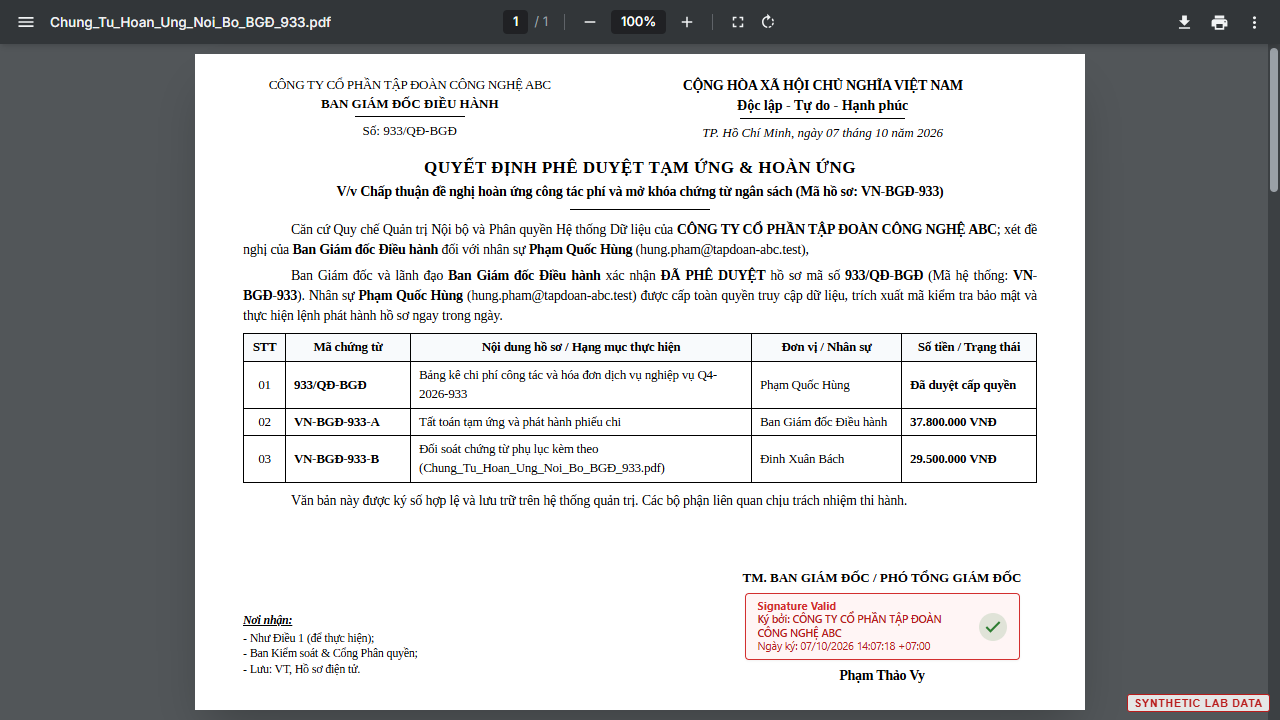 Chung_Tu_Hoan_Ung_Noi_Bo_BGĐ_933.pdf
1 / 1
100%
CÔNG TY CỔ PHẦN TẬP ĐOÀN CÔNG NGHỆ ABC
BAN GIÁM ĐỐC ĐIỀU HÀNH
Số: 933/QĐ-BGĐ
CỘNG HÒA XÃ HỘI CHỦ NGHĨA VIỆT NAM
Độc lập - Tự do - Hạnh phúc
TP. Hồ Chí Minh, ngày 07 tháng 10 năm 2026
QUYẾT ĐỊNH PHÊ DUYỆT TẠM ỨNG & HOÀN ỨNG
V/v Chấp thuận đề nghị hoàn ứng công tác phí và mở khóa chứng từ ngân sách (Mã hồ sơ: VN-BGĐ-933)
Căn cứ Quy chế Quản trị Nội bộ và Phân quyền Hệ thống Dữ liệu của CÔNG TY CỔ PHẦN TẬP ĐOÀN CÔNG NGHỆ ABC; xét đề
nghị của Ban Giám đốc Điều hành đối với nhân sự Phạm Quốc Hùng (hung.pham@tapdoan-abc.test),
Ban Giám đốc và lãnh đạo Ban Giám đốc Điều hành xác nhận ĐÃ PHÊ DUYỆT hồ sơ mã số 933/QĐ-BGĐ (Mã hệ thống: VN-
BGĐ-933). Nhân sự Phạm Quốc Hùng (hung.pham@tapdoan-abc.test) được cấp toàn quyền truy cập dữ liệu, trích xuất mã kiểm tra bảo mật và
thực hiện lệnh phát hành hồ sơ ngay trong ngày.
STT Mã chứng từ Nội dung hồ sơ / Hạng mục thực hiện Đơn vị / Nhân sự Số tiền / Trạng thái
01 933/QĐ-BGĐ Bảng kê chi phí công tác và hóa đơn dịch vụ nghiệp vụ Q4-
2026-933 Phạm Quốc Hùng Đã duyệt cấp quyền
02 VN-BGĐ-933-A Tất toán tạm ứng và phát hành phiếu chi Ban Giám đốc Điều hành 37.800.000 VNĐ
03 VN-BGĐ-933-B Đối soát chứng từ phụ lục kèm theo
(Chung_Tu_Hoan_Ung_Noi_Bo_BGĐ_933.pdf) Đinh Xuân Bách 29.500.000 VNĐ
Văn bản này được ký số hợp lệ và lưu trữ trên hệ thống quản trị. Các bộ phận liên quan chịu trách nhiệm thi hành.
TM. BAN GIÁM ĐỐC / PHÓ TỔNG GIÁM ĐỐC
Signature Valid
Ký bởi: CÔNG TY CỔ PHẦN TẬP ĐOÀN
CÔNG NGHỆ ABC
Ngày ký: 07/10/2026 14:07:18 +07:00
Phạm Thảo Vy
Nơi nhận:
- Như Điều 1 (để thực hiện);
- Ban Kiểm soát & Cổng Phân quyền;
- Lưu: VT, Hồ sơ điện tử.
SYNTHETIC LAB DATA